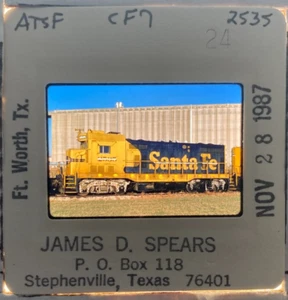 ATSF CF7 2535
24
Ft. Worth, Tx.
Santa Fe
NOV 28 1987
JAMES D. SPEARS
P. O. Box 118
Stephenville, Texas 76401